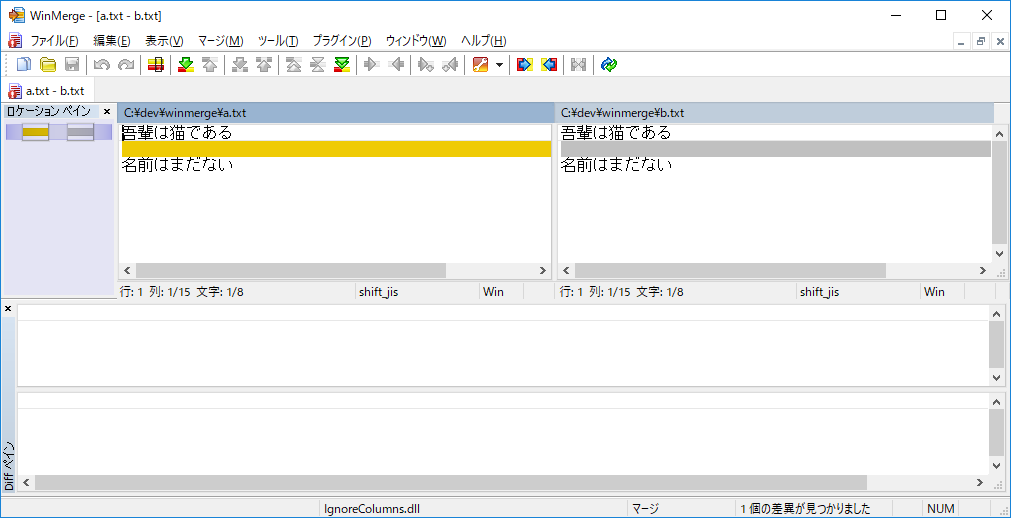 WinMerge - [a.txt - b.txt]
ファイル(F) 編集(E) 表示(V) マージ(M) ツール(T) プラグイン(P) ウィンドウ(W) ヘルプ(H)
a.txt - b.txt
ロケーション ペイン
C:¥dev¥winmerge¥a.txt
C:¥dev¥winmerge¥b.txt
吾輩は猫である
名前はまだない
吾輩は猫である
名前はまだない
行: 1 列: 1/15 文字: 1/8 shift_jis Win
行: 1 列: 1/15 文字: 1/8 shift_jis Win
Diff ペイン
IgnoreColumns.dll マージ 1 個の差異が見つかりました NUM